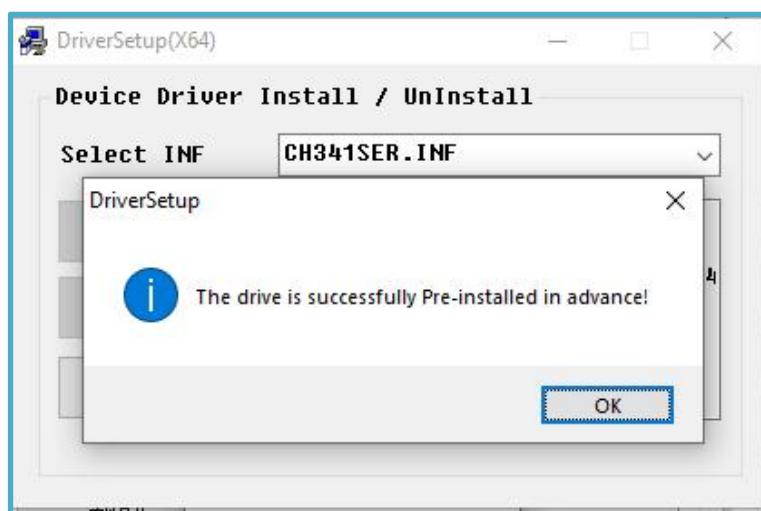 DriverSetup(X64)
Device Driver Install / UnInstall
Select INF
CH341SER.INF
DriverSetup
4
The drive is successfully Pre-installed in advance!
OK